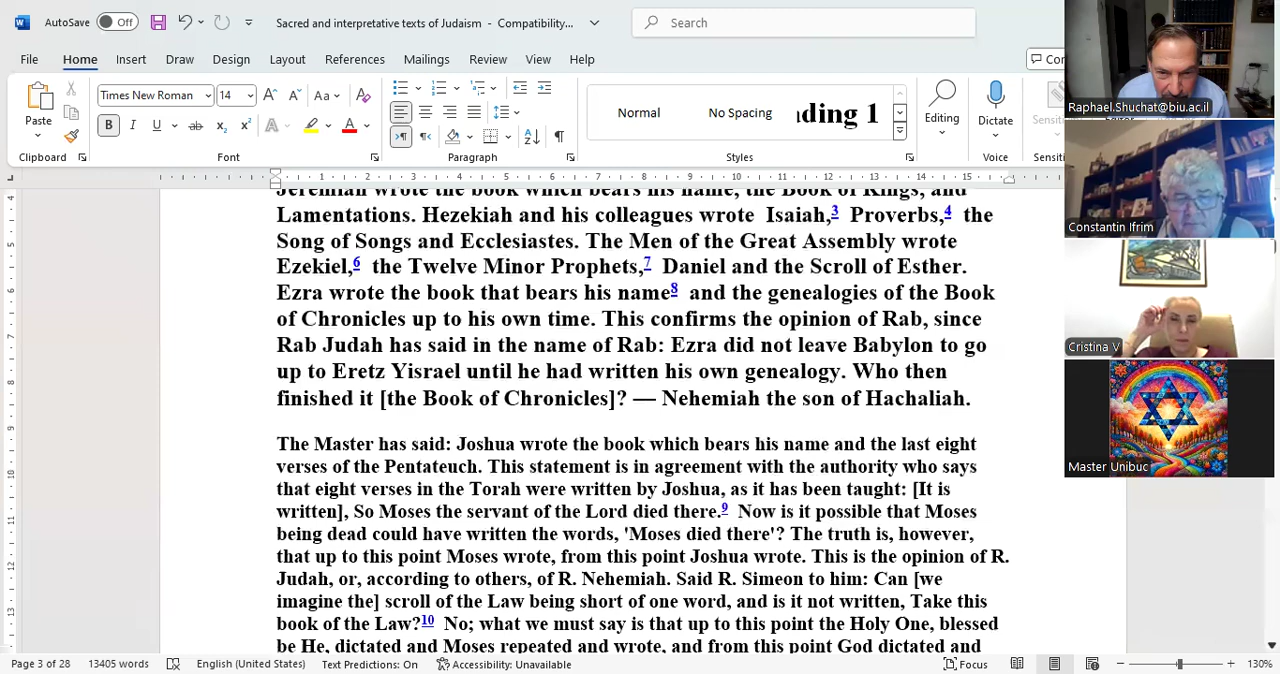 AutoSave Off Sacred and interpretative texts of Judaism - Compatibility... Search
File Home Insert Draw Design Layout References Mailings Review View Help
Times New Roman 14 Aa Normal No Spacing Editing Dictate
Paste
Clipboard Font Paragraph Styles Voice
Jeremiah wrote the book which bears his name, the Book of Kings, and
Lamentations. Hezekiah and his colleagues wrote Isaiah,3 Proverbs,4 the
Song of Songs and Ecclesiastes. The Men of the Great Assembly wrote
Ezekiel,6 the Twelve Minor Prophets,7 Daniel and the Scroll of Esther.
Ezra wrote the book that bears his name8 and the genealogies of the Book
of Chronicles up to his own time. This confirms the opinion of Rab, since
Rab Judah has said in the name of Rab: Ezra did not leave Babylon to go
up to Eretz Yisrael until he had written his own genealogy. Who then
finished it [the Book of Chronicles]? — Nehemiah the son of Hachaliah.
The Master has said: Joshua wrote the book which bears his name and the last eight
verses of the Pentateuch. This statement is in agreement with the authority who says
that eight verses in the Torah were written by Joshua, as it has been taught: [It is
written], So Moses the servant of the Lord died there.9 Now is it possible that Moses
being dead could have written the words, 'Moses died there'? The truth is, however,
that up to this point Moses wrote, from this point Joshua wrote. This is the opinion of R.
Judah, or, according to others, of R. Nehemiah. Said R. Simeon to him: Can [we
imagine the] scroll of the Law being short of one word, and is it not written, Take this
book of the Law?10 No; what we must say is that up to this point the Holy One, blessed
be He, dictated and Moses repeated and wrote, and from this point God dictated and
Page 3 of 28 13405 words English (United States) Text Predictions: On Accessibility: Unavailable Focus 130%
Raphael.Shuchat@biu.ac.il
Constantin Ifrim
Cristina V
Master Unibuc